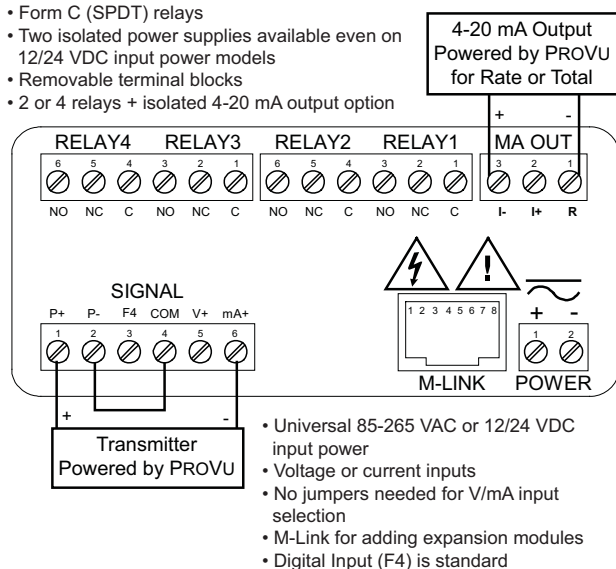 • Form C (SPDT) relays
• Two isolated power supplies available even on
12/24 VDC input power models
• Removable terminal blocks
• 2 or 4 relays + isolated 4-20 mA output option
4-20 mA Output
Powered by PROVU
for Rate or Total
+ -
RELAY4 RELAY3 RELAY2 RELAY1 MA OUT
6 5 4 3 2 1 6 5 4 3 2 1 3 2 1
NO NC C NO NC C NO NC C NO NC C I- I+ R
SIGNAL
P+ P- F4 COM V+ mA+
1 2 3 4 5 6
1 2 3 4 5 6 7 8
M-LINK
+ -
1 2
POWER
+ -
Transmitter
Powered by PROVU
• Universal 85-265 VAC or 12/24 VDC
input power
• Voltage or current inputs
• No jumpers needed for V/mA input
selection
• M-Link for adding expansion modules
• Digital Input (F4) is standard